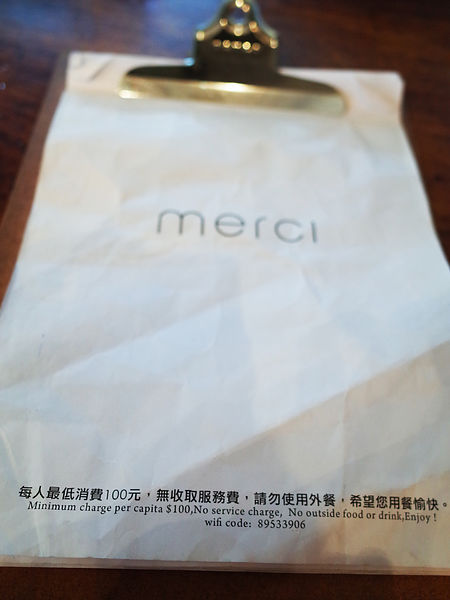 merci
每人最低消費100元，無收取服務費，請勿使用外餐，希望您用餐愉快。
Minimum charge per capita $100,No service charge, No outside food or drink,Enjoy !
wifi code: 89533906